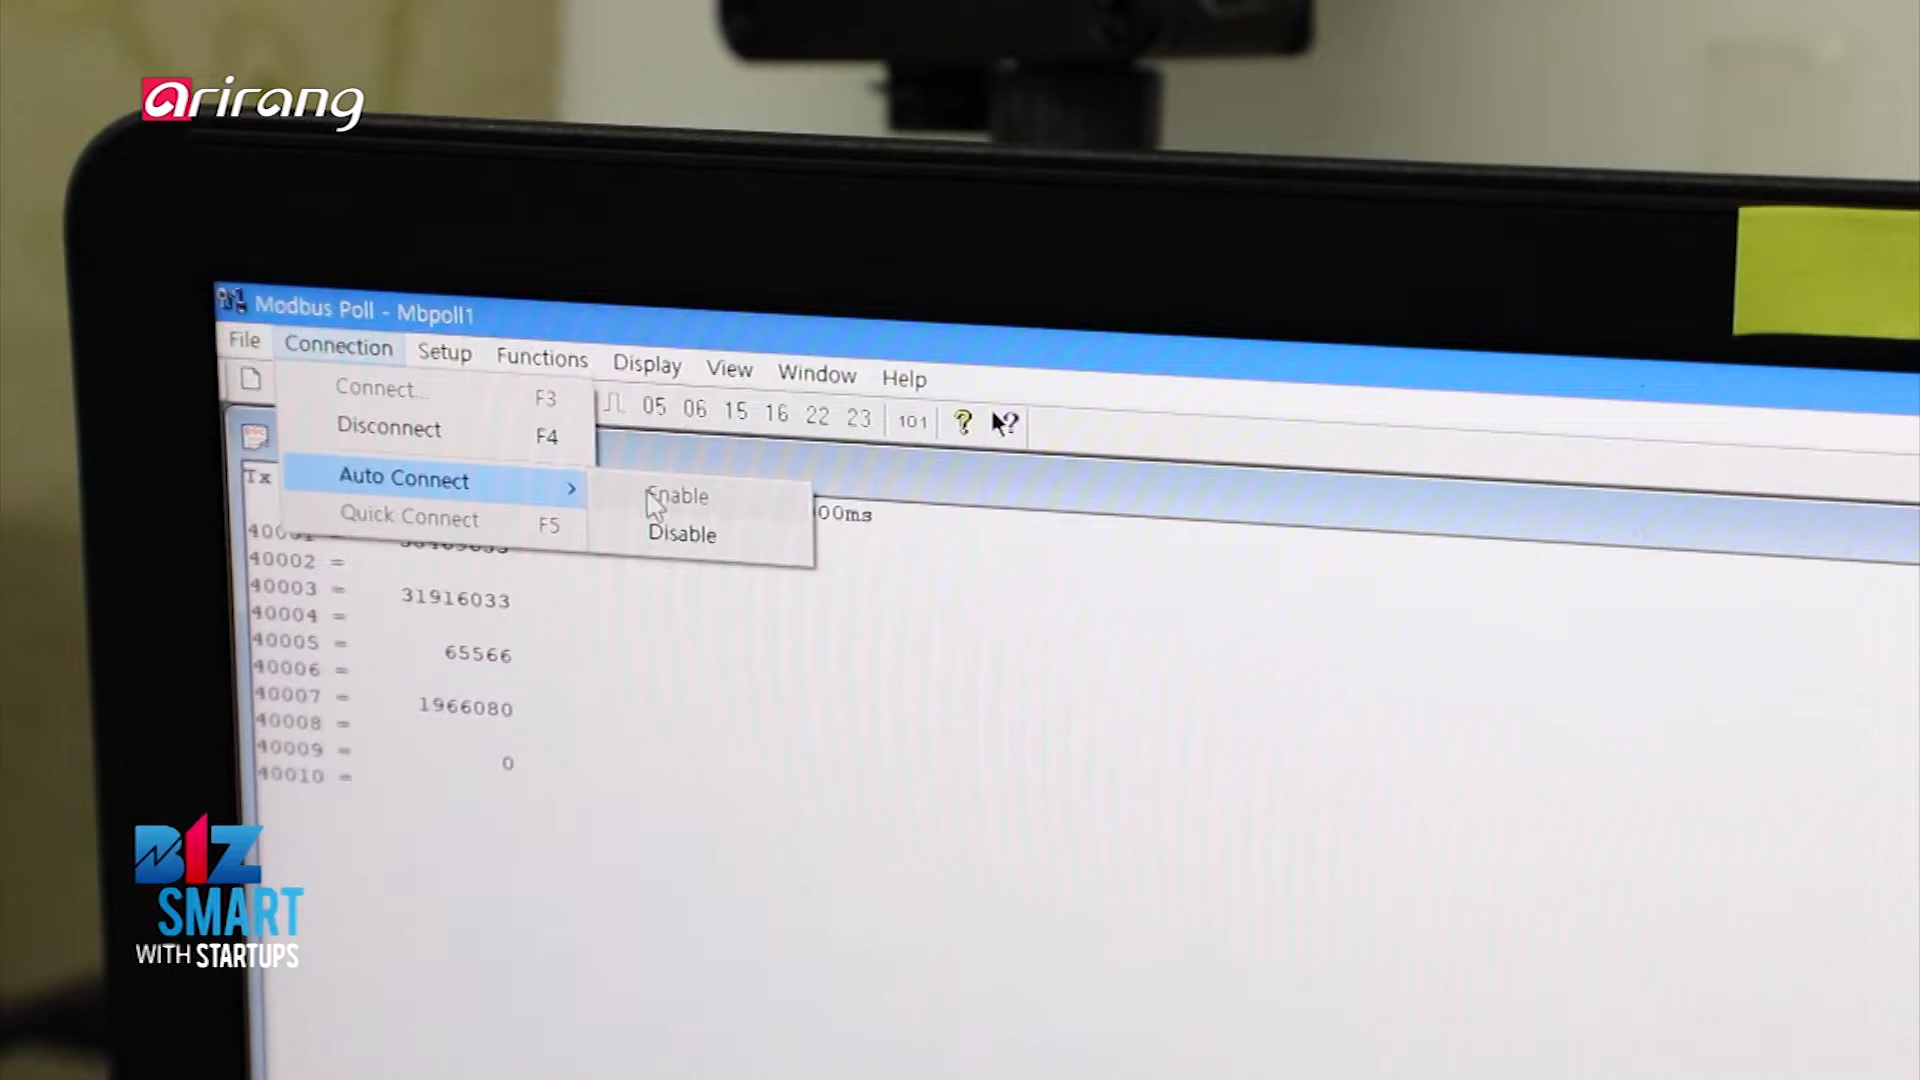 arirang
Modbus Poll - Mbpoll1
File Connection Setup Functions Display View Window Help
Connect... F3
05 06 15 16 22 23 101 ? ?
Disconnect F4
Tx
Auto Connect >
Enable
00ms
Quick Connect F5
Disable
40002 =
40003 = 31916033
40004 =
40005 = 65566
40006 =
40007 = 1966080
40008 =
40009 = 0
40010 =
B1Z
SMART
WITH STARTUPS